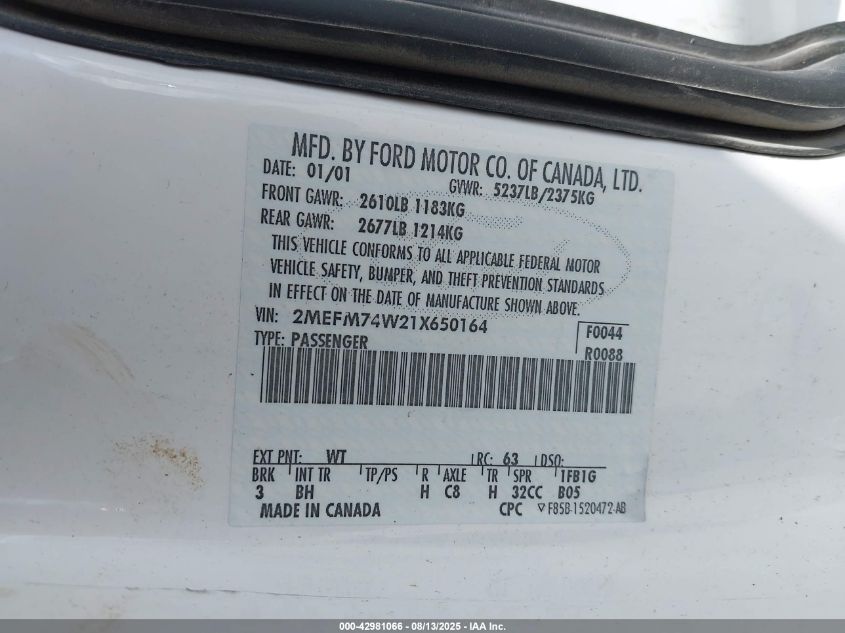 MFD. BY FORD MOTOR CO. OF CANADA, LTD.
DATE: 01/01 GVWR: 5237LB/2375KG
FRONT GAWR: 2610LB 1183KG
REAR GAWR: 2677LB 1214KG
THIS VEHICLE CONFORMS TO ALL APPLICABLE FEDERAL MOTOR
VEHICLE SAFETY, BUMPER, AND THEFT PREVENTION STANDARDS
IN EFFECT ON THE DATE OF MANUFACTURE SHOWN ABOVE.
VIN: 2MEFM74W21X650164 F0044
TYPE: PASSENGER R0088
EXT PNT: WT RC: 63 DSO:
BRK INT TR TP/PS R AXLE TR SPR 1FB1G
3 BH H C8 H 32CC B05
MADE IN CANADA CPC ▽ F85B-1520472-AB
000-42981066 - 08/13/2025 - IAA Inc.